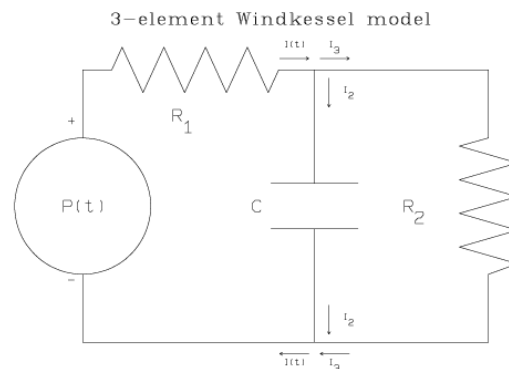 3-element Windkessel model
I(t) I3
I2
R1
+
P(t)
C
R2
-
I2
I(t) I3